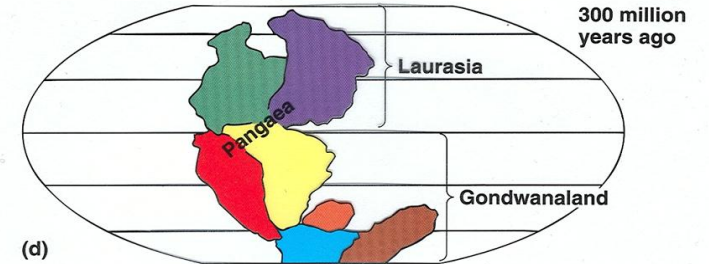 300 million
years ago
Laurasia
Pangaea
Gondwanaland
(d)